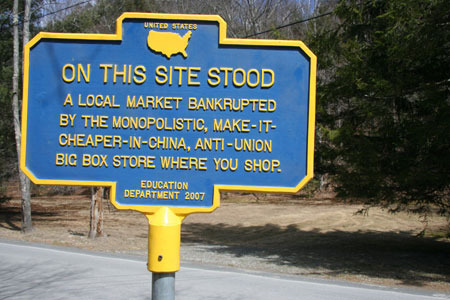 UNITED STATES
ON THIS SITE STOOD
A LOCAL MARKET BANKRUPTED
BY THE MONOPOLISTIC, MAKE-IT-
CHEAPER-IN-CHINA, ANTI-UNION
BIG BOX STORE WHERE YOU SHOP.
EDUCATION
DEPARTMENT 2007